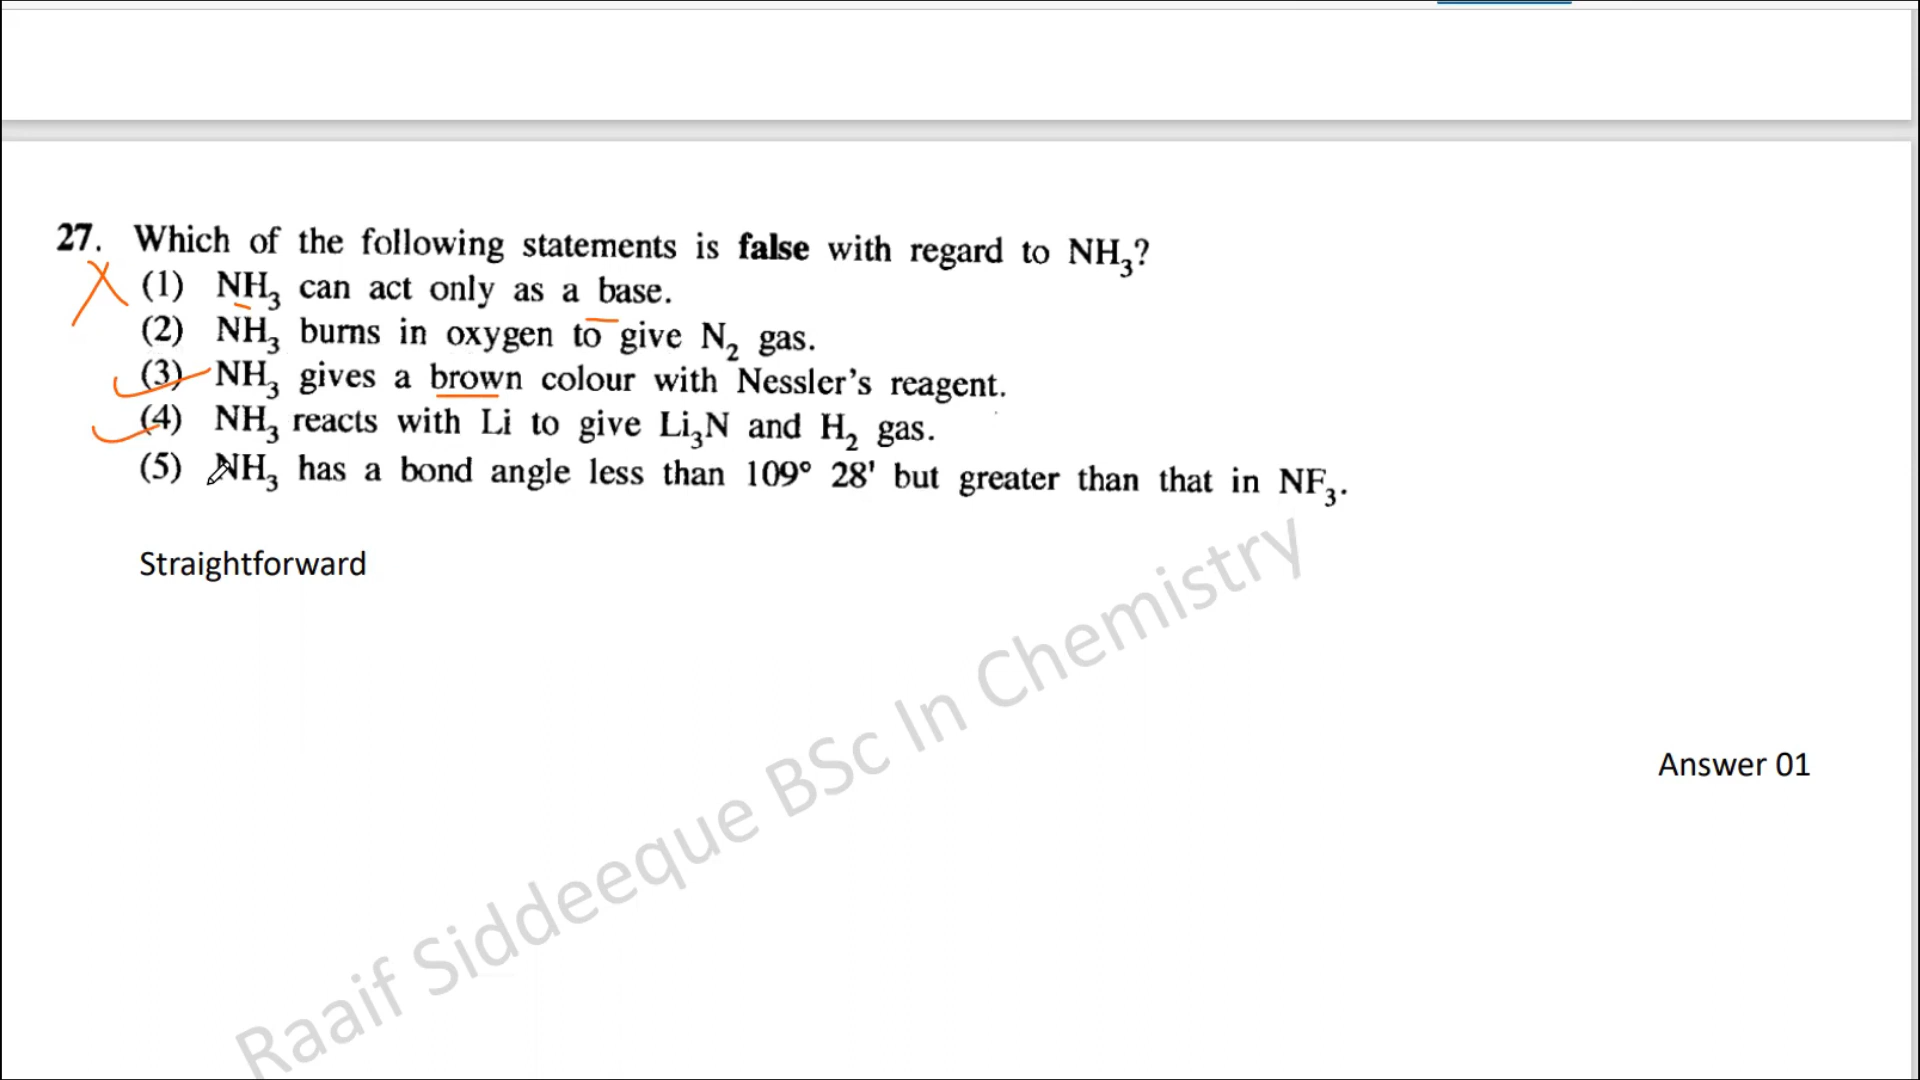 27. Which of the following statements is false with regard to NH₃?
(1) NH₃ can act only as a base.
(2) NH₃ burns in oxygen to give N₂ gas.
(3) NH₃ gives a brown colour with Nessler's reagent.
(4) NH₃ reacts with Li to give Li₃N and H₂ gas.
(5) NH₃ has a bond angle less than 109° 28' but greater than that in NF₃.
Straightforward
Answer 01
Raaif Siddeeque BSc In Chemistry